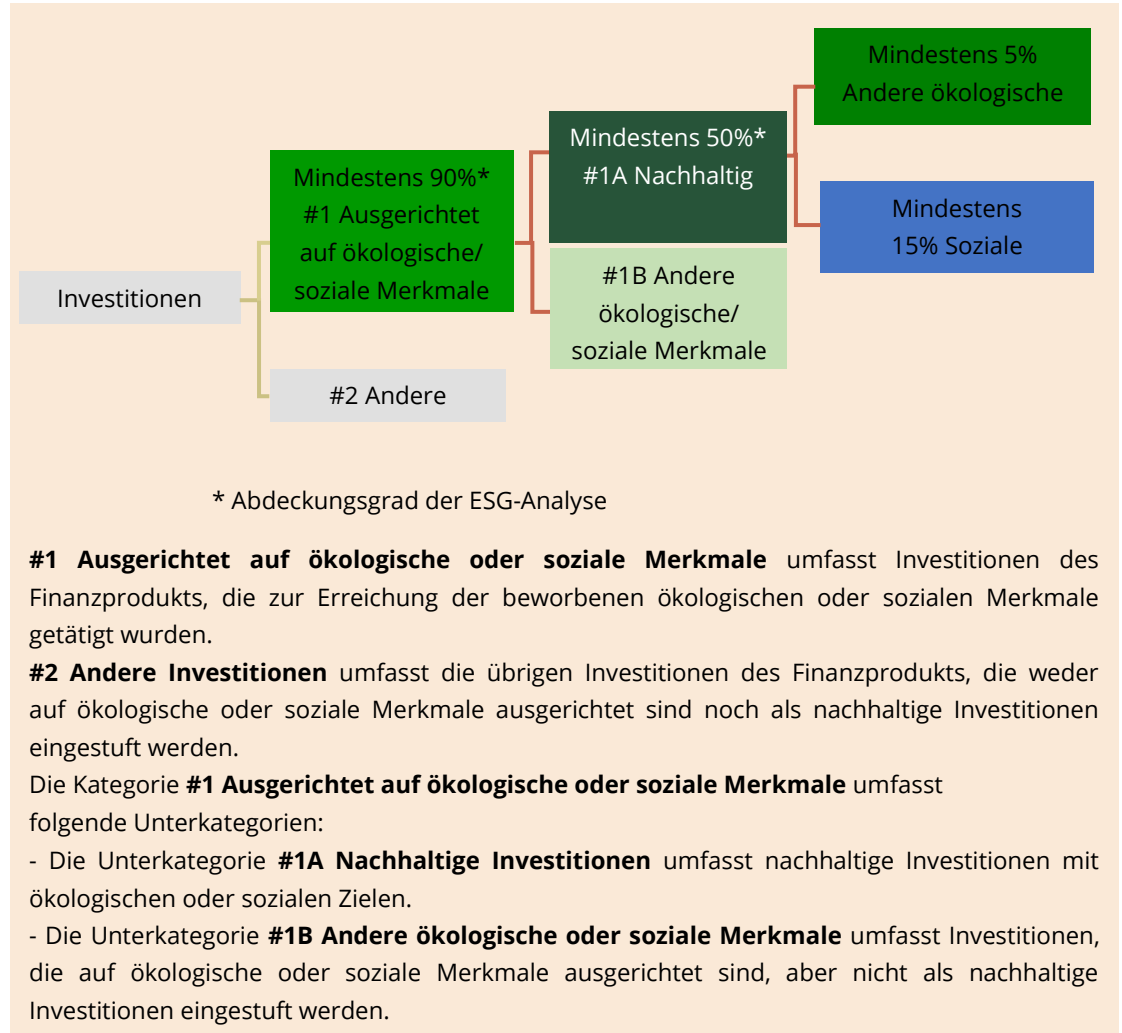 Mindestens 5%
Andere ökologische
Mindestens 50%*
#1A Nachhaltig
Mindestens 90%*
#1 Ausgerichtet
auf ökologische/
soziale Merkmale
Mindestens
15% Soziale
#1B Andere
ökologische/
soziale Merkmale
Investitionen
#2 Andere
* Abdeckungsgrad der ESG-Analyse
#1 Ausgerichtet auf ökologische oder soziale Merkmale umfasst Investitionen des
Finanzprodukts, die zur Erreichung der beworbenen ökologischen oder sozialen Merkmale
getätigt wurden.
#2 Andere Investitionen umfasst die übrigen Investitionen des Finanzprodukts, die weder
auf ökologische oder soziale Merkmale ausgerichtet sind noch als nachhaltige Investitionen
eingestuft werden.
Die Kategorie #1 Ausgerichtet auf ökologische oder soziale Merkmale umfasst
folgende Unterkategorien:
- Die Unterkategorie #1A Nachhaltige Investitionen umfasst nachhaltige Investitionen mit
ökologischen oder sozialen Zielen.
- Die Unterkategorie #1B Andere ökologische oder soziale Merkmale umfasst Investitionen,
die auf ökologische oder soziale Merkmale ausgerichtet sind, aber nicht als nachhaltige
Investitionen eingestuft werden.